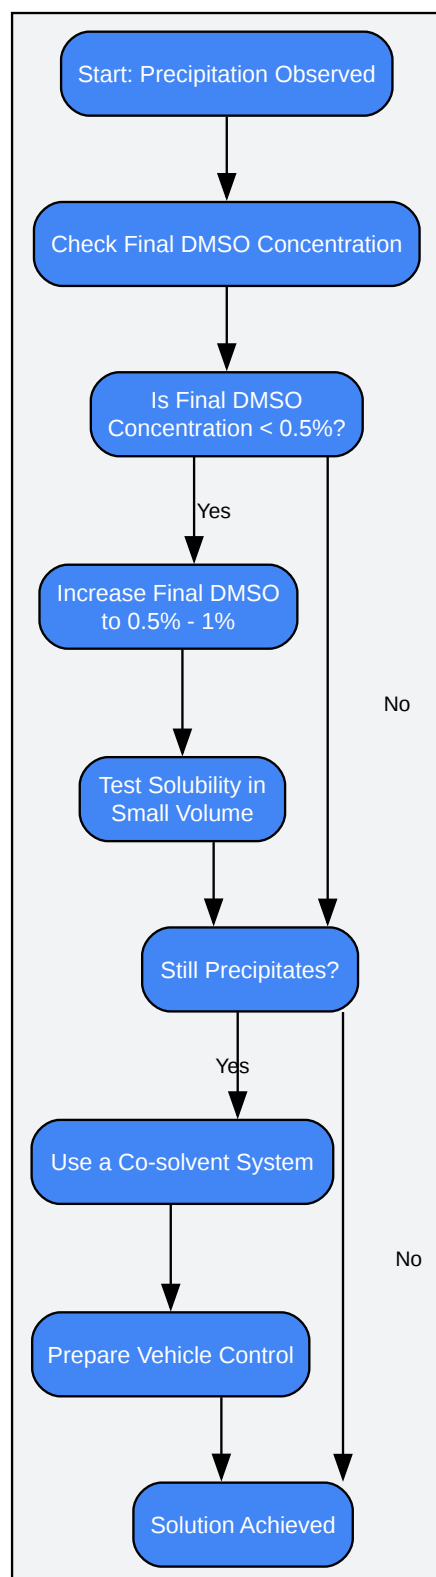 Start: Precipitation Observed
Check Final DMSO Concentration
Is Final DMSO
Concentration < 0.5%?
Yes
Increase Final DMSO
to 0.5% - 1%
No
Test Solubility in
Small Volume
Still Precipitates?
Yes
Use a Co-solvent System
No
Prepare Vehicle Control
Solution Achieved